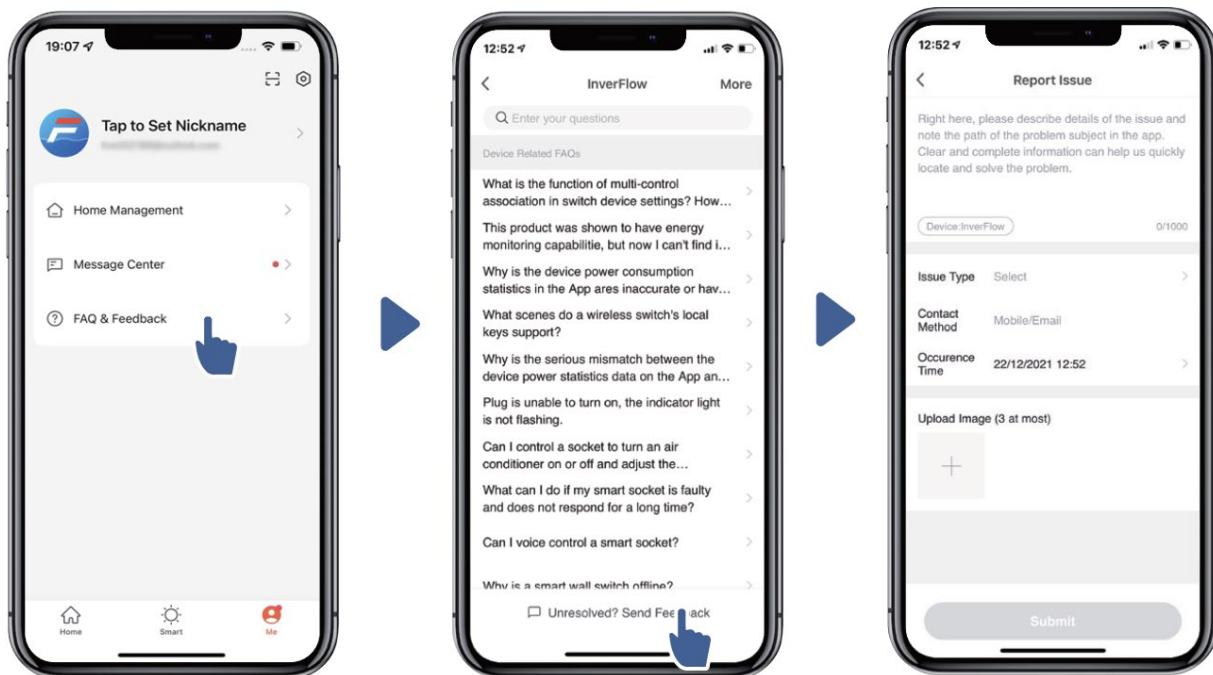 19:07
Tap to Set Nickname
Home Management
Message Center
FAQ & Feedback
Home
Smart
Me
12:52
InverFlow
More
Enter your questions
Device Related FAQs
What is the function of multi-control
association in switch device settings? How...
This product was shown to have energy
monitoring capabilitie, but now I can't find i...
Why is the device power consumption
statistics in the App ares inaccurate or hav...
What scenes do a wireless switch's local
keys support?
Why is the serious mismatch between the
device power statistics data on the App an...
Plug is unable to turn on, the indicator light
is not flashing.
Can I control a socket to turn an air
conditioner on or off and adjust the...
What can I do if my smart socket is faulty
and does not respond for a long time?
Can I voice control a smart socket?
Why is a smart wall switch offline?
Unresolved? Send Feedback
12:52
Report Issue
Right here, please describe details of the issue and
note the path of the problem subject in the app.
Clear and complete information can help us quickly
locate and solve the problem.
Device:InverFlow
0/1000
Issue Type Select
Contact
Method
Mobile/Email
Occurence
Time
22/12/2021 12:52
Upload Image (3 at most)
Submit